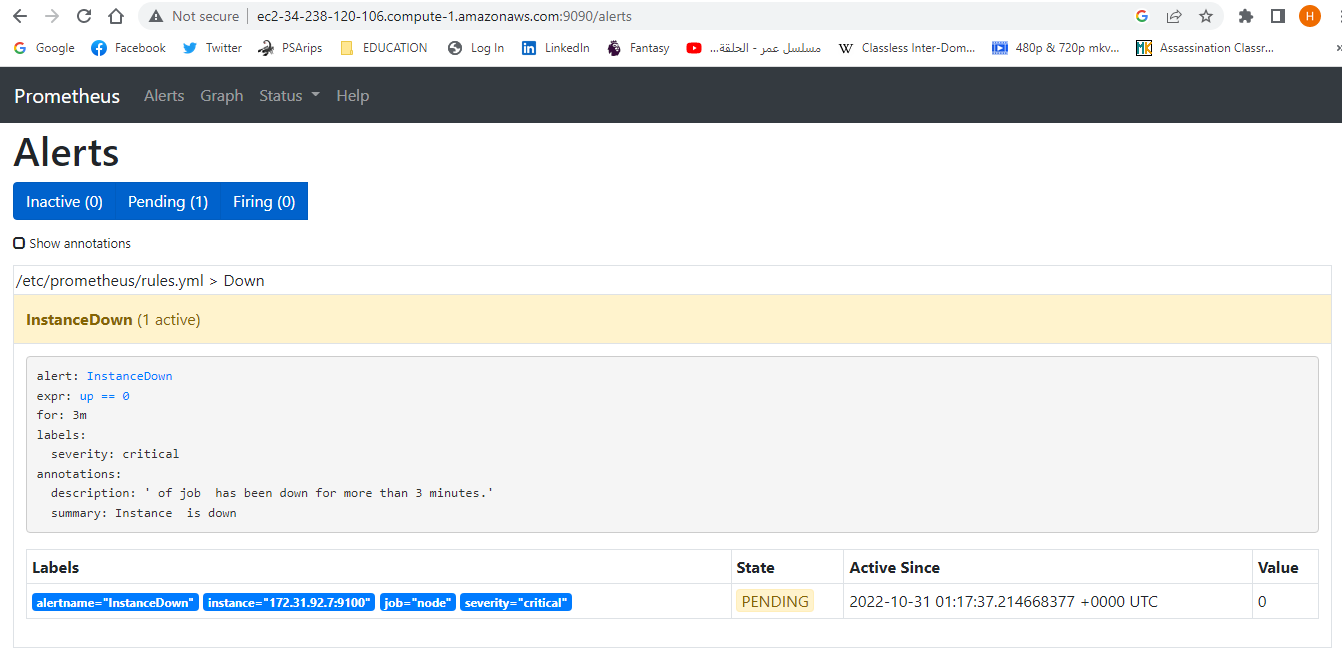 Not secure | ec2-34-238-120-106.compute-1.amazonaws.com:9090/alerts H
Google Facebook Twitter PSArips EDUCATION Log In LinkedIn Fantasy مسلسل عمر - الحلقة... Classless Inter-Dom... 480p & 720p mkv... Assassination Classr... »
Prometheus Alerts Graph Status Help
Alerts
Inactive (0) Pending (1) Firing (0)
Show annotations
/etc/prometheus/rules.yml > Down
InstanceDown (1 active)
alert: InstanceDown
expr: up == 0
for: 3m
labels:
severity: critical
annotations:
description: ' of job  has been down for more than 3 minutes.'
summary: Instance  is down
Labels State Active Since Value
alertname="InstanceDown" instance="172.31.92.7:9100" job="node" severity="critical" PENDING 2022-10-31 01:17:37.214668377 +0000 UTC 0